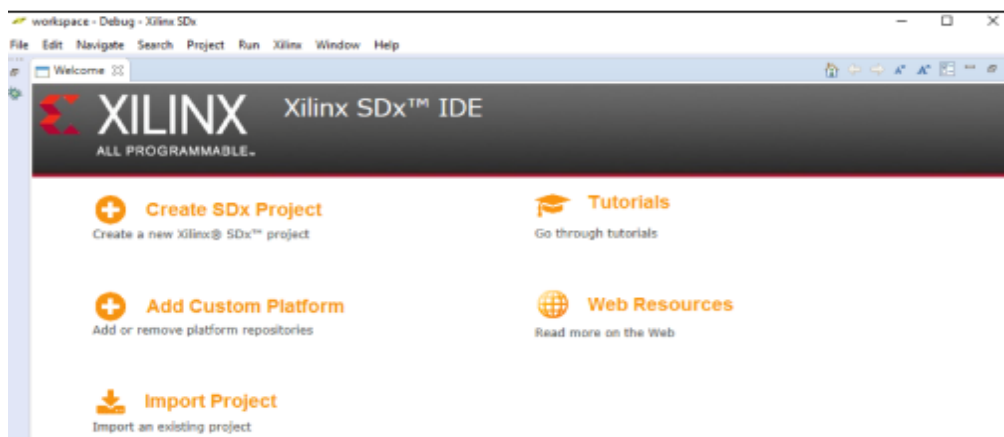 workspace - Debug - Xilinx SDx
File Edit Navigate Search Project Run Xilinx Window Help
Welcome
XILINX
ALL PROGRAMMABLE™
Xilinx SDx™ IDE
Create SDx Project
Create a new Xilinx® SDx™ project
Tutorials
Go through tutorials
Add Custom Platform
Add or remove platform repositories
Web Resources
Read more on the Web
Import Project
Import an existing project